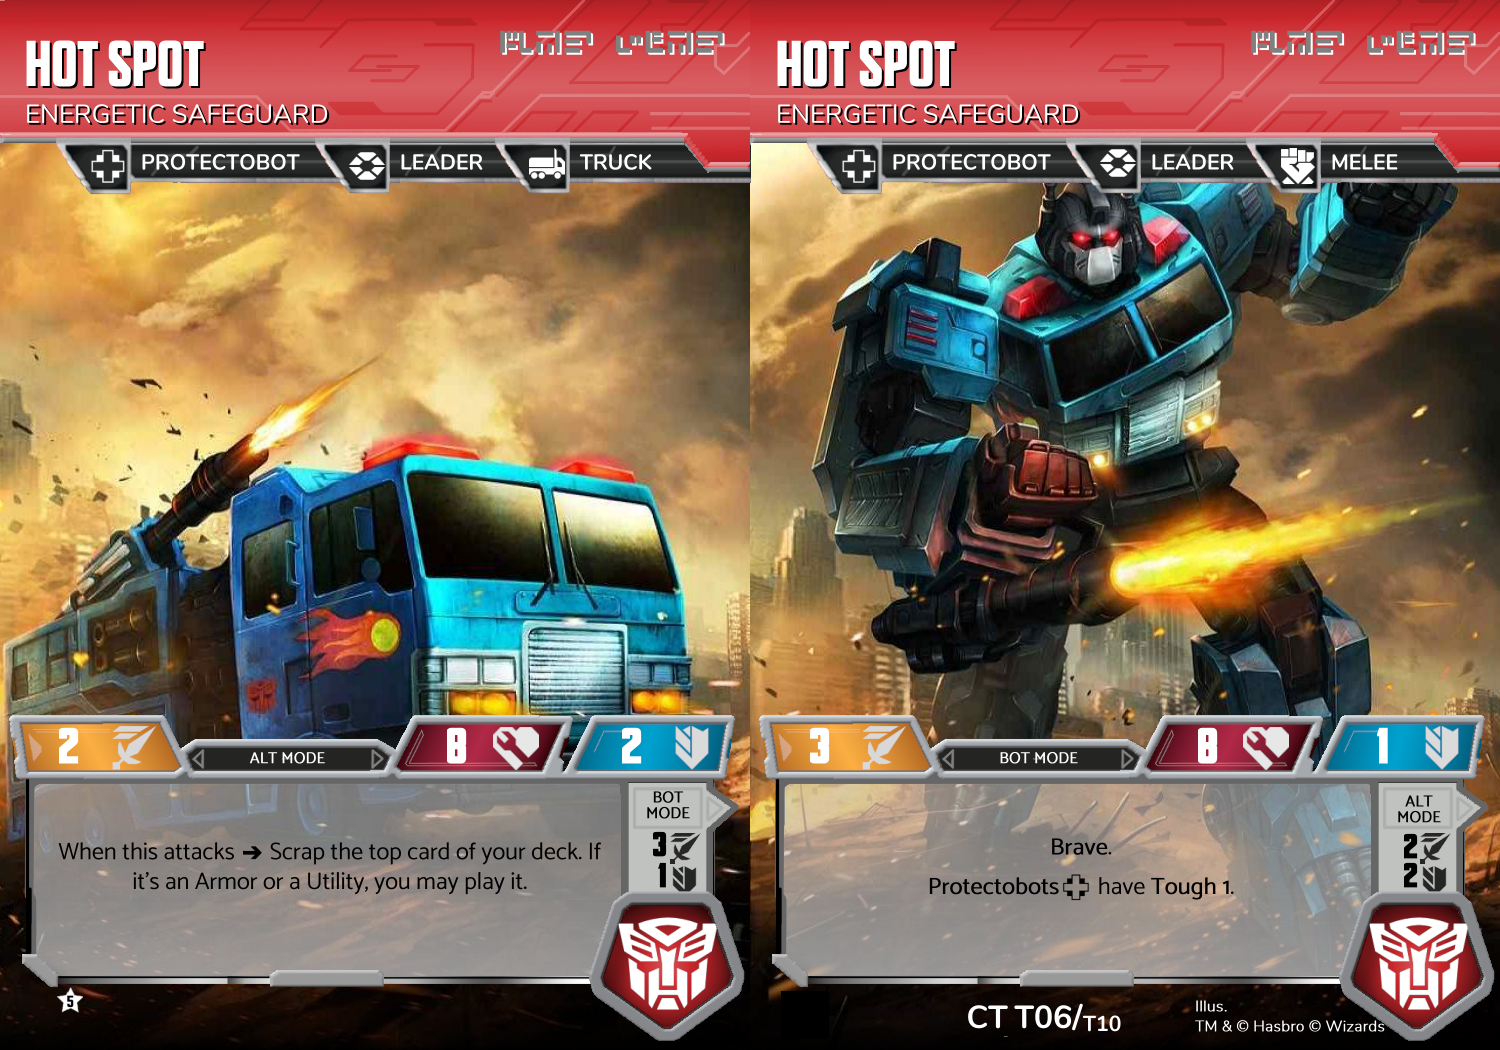 HOT SPOT
ENERGETIC SAFEGUARD
PROTECTOBOT
LEADER
TRUCK
2
ALT MODE
8
2
When this attacks ➔ Scrap the top card of your deck. If
it's an Armor or a Utility, you may play it.
BOT
MODE
3
1
5
HOT SPOT
ENERGETIC SAFEGUARD
PROTECTOBOT
LEADER
MELEE
3
BOT MODE
8
1
Brave.
Protectobots have Tough 1.
ALT
MODE
2
2
CT T06/T10
Illus.
TM & © Hasbro © Wizards